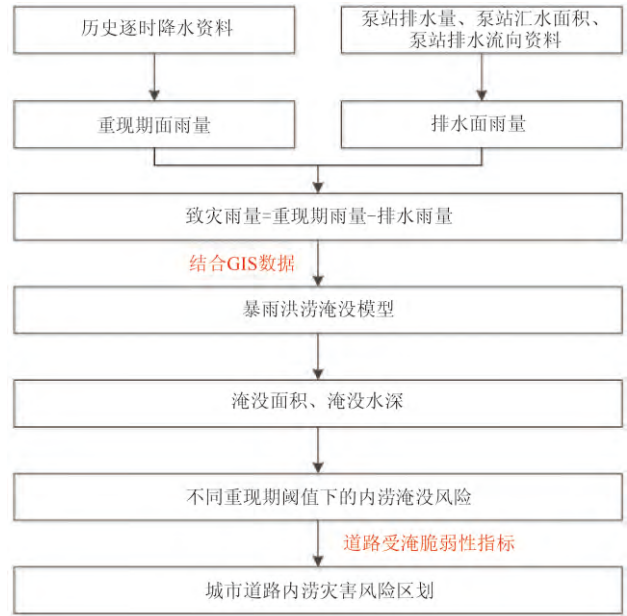 历史逐时降水资料
泵站排水量、泵站汇水面积、
泵站排水流向资料
重现期面雨量
排水面雨量
致灾雨量=重现期雨量-排水雨量
结合GIS数据
暴雨洪涝淹没模型
淹没面积、淹没水深
不同重现期阈值下的内涝淹没风险
道路受淹脆弱性指标
城市道路内涝灾害风险区划